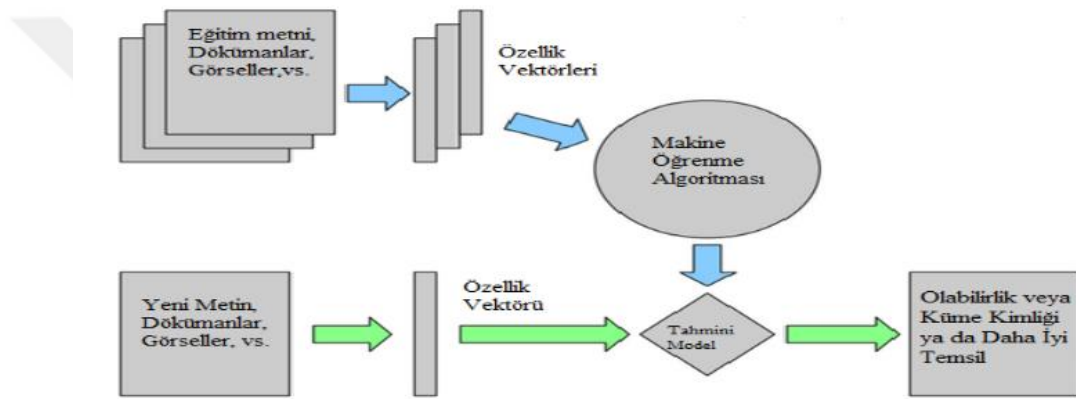 Eğitim metni,
Dökümanlar,
Görseller,vs.
Özellik
Vektörleri
Makine
Öğrenme
Algoritması
Yeni Metin,
Dökümanlar,
Görseller, vs.
Özellik
Vektörü
Tahmini
Model
Olabilirlik veya
Küme Kimliği
ya da Daha İyi
Temsil